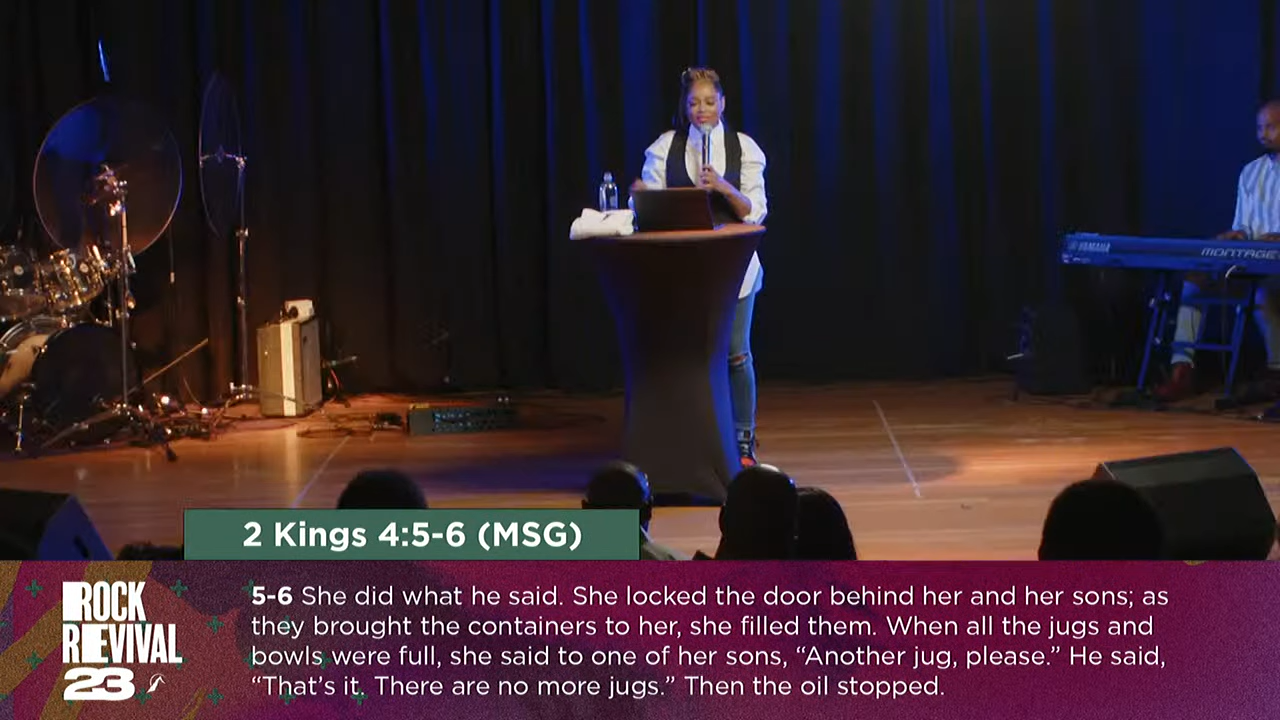 YAMAHA
MONTAGE
2 Kings 4:5-6 (MSG)
ROCK
REVIVAL
23
5-6 She did what he said. She locked the door behind her and her sons; as
they brought the containers to her, she filled them. When all the jugs and
bowls were full, she said to one of her sons, “Another jug, please.” He said,
“That’s it. There are no more jugs.” Then the oil stopped.